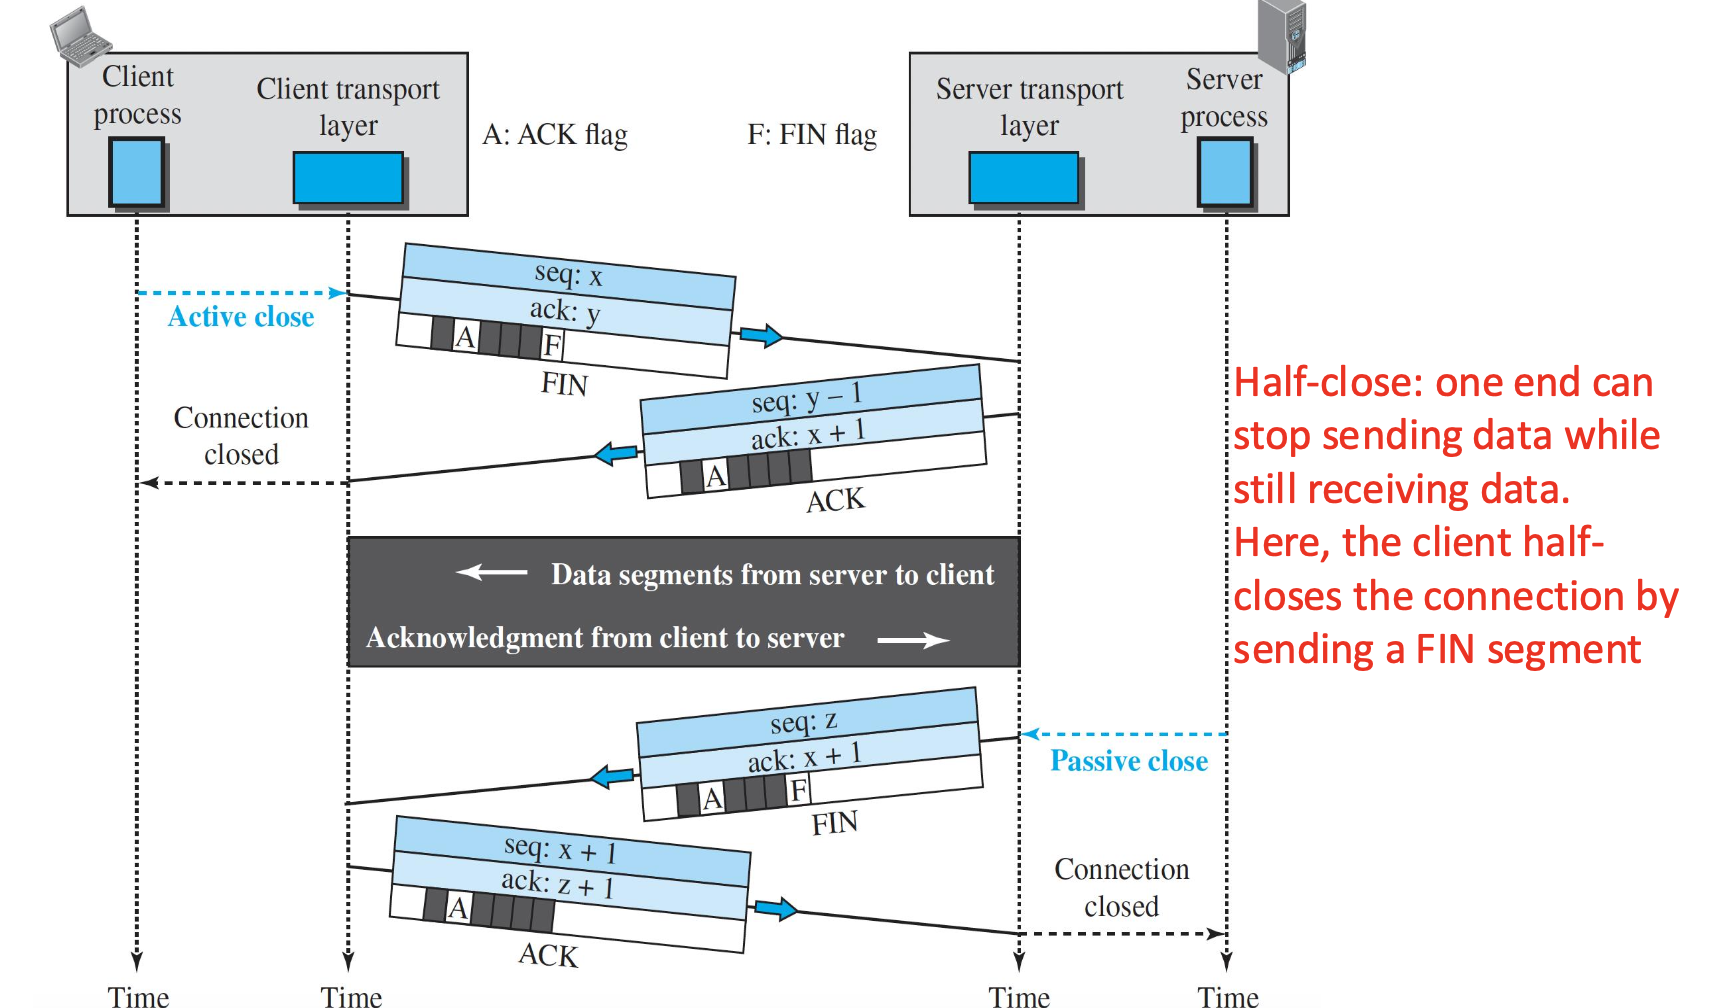 Client
process
Client transport
layer
A: ACK flag
F: FIN flag
Server transport
layer
Server
process
seq: x
ack: y
A
F
FIN
Active close
seq: y – 1
ack: x + 1
A
ACK
Connection
closed
Half-close: one end can
stop sending data while
still receiving data.
Here, the client half-
closes the connection by
sending a FIN segment
Data segments from server to client
Acknowledgment from client to server
seq: z
ack: x + 1
A
F
FIN
Passive close
seq: x + 1
ack: z + 1
A
ACK
Connection
closed
Time
Time
Time
Time